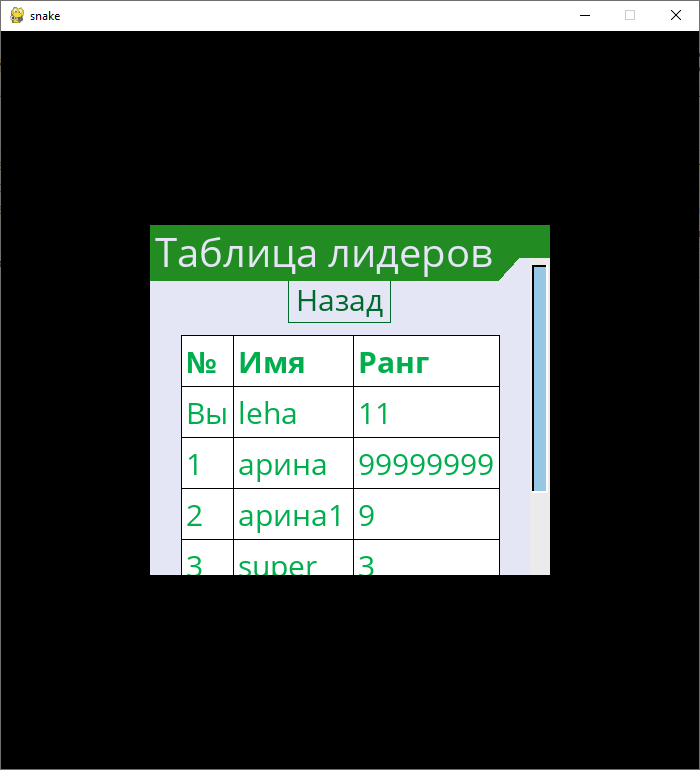 snake
Таблица лидеров
Назад
№ Имя Ранг
Вы leha 11
1 арина 99999999
2 арина1 9
3 super 3